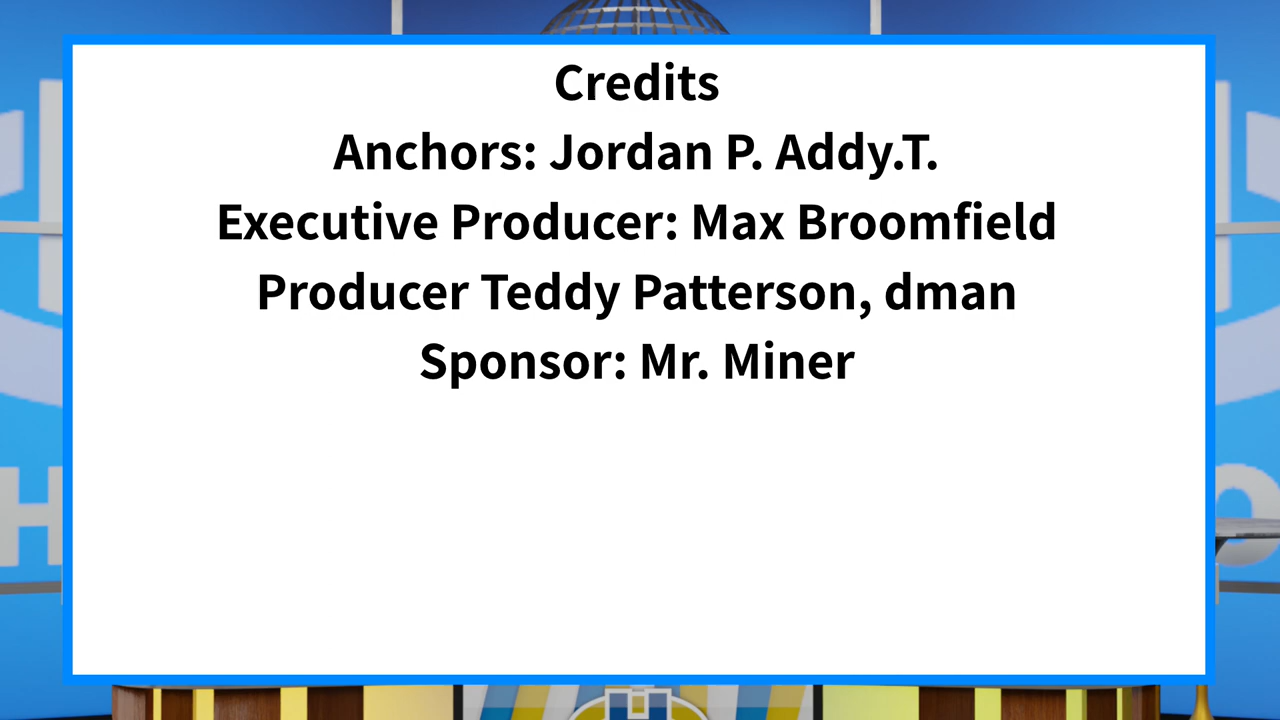 Credits
Anchors: Jordan P. Addy.T.
Executive Producer: Max Broomfield
Producer Teddy Patterson, dman
Sponsor: Mr. Miner